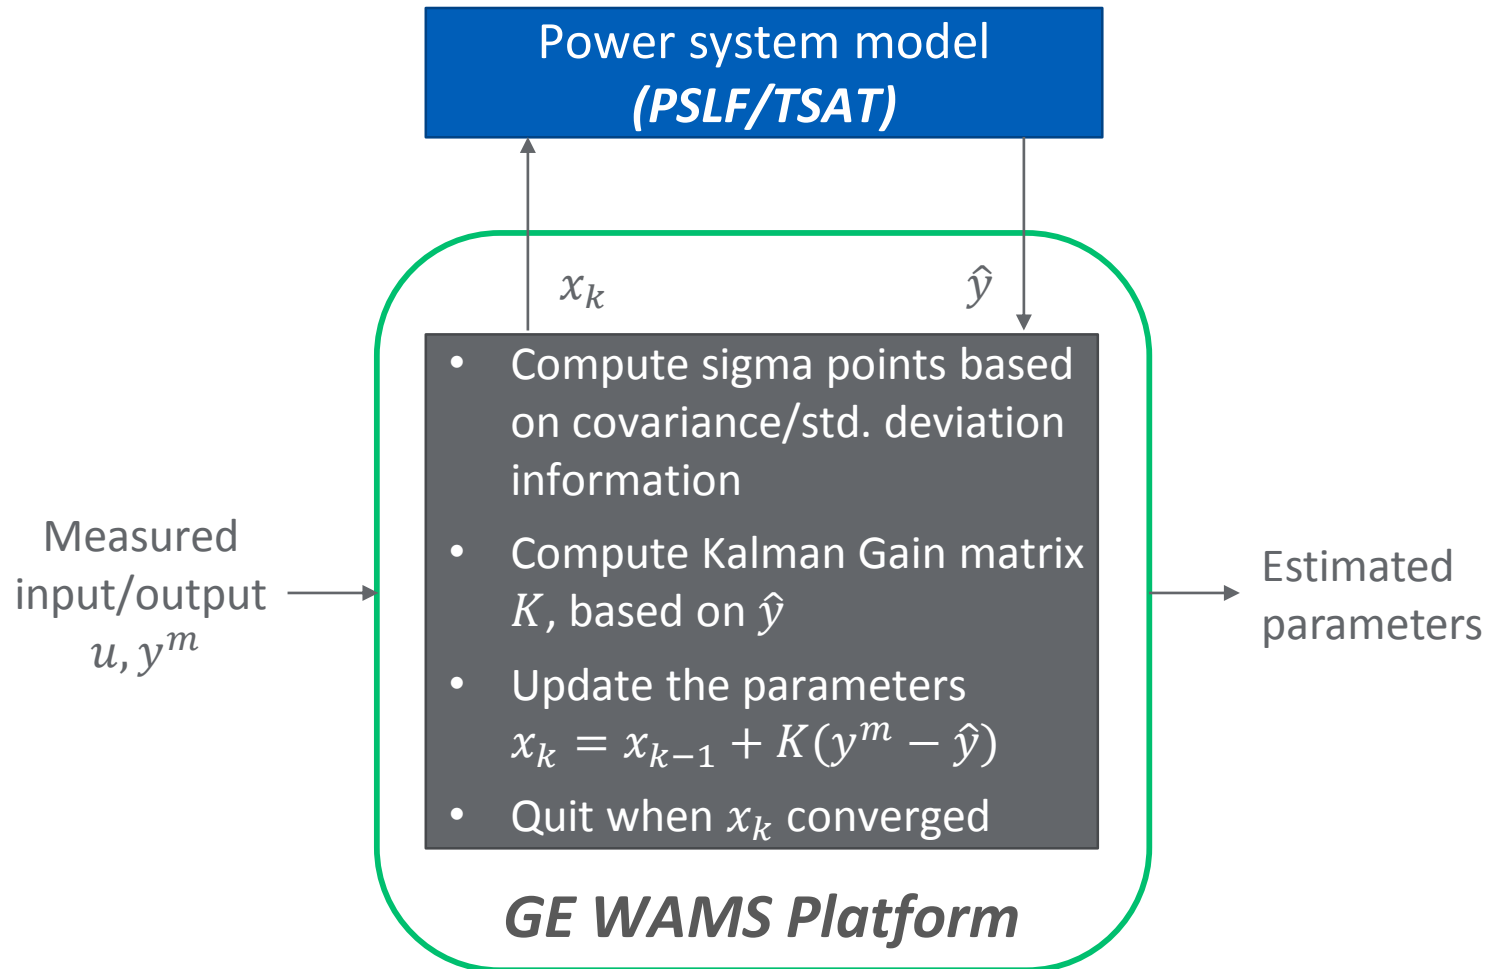 Power system model
(PSLF/TSAT)
x_k
ŷ
• Compute sigma points based
on covariance/std. deviation
information
• Compute Kalman Gain matrix
K, based on ŷ
• Update the parameters
x_k = x_{k−1} + K(y^m − ŷ)
• Quit when x_k converged
GE WAMS Platform
Measured
input/output
u, y^m
Estimated
parameters